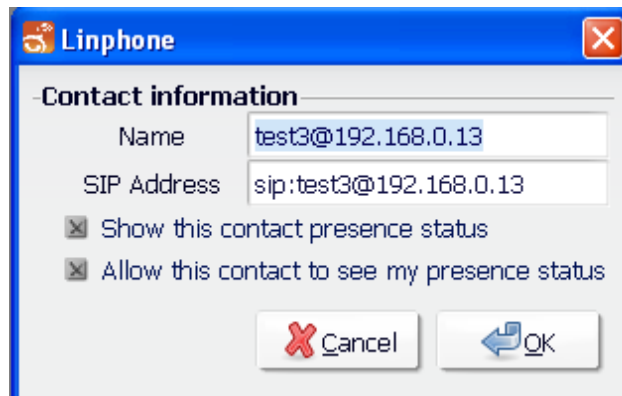 Linphone
Contact information
Name test3@192.168.0.13
SIP Address sip:test3@192.168.0.13
Show this contact presence status
Allow this contact to see my presence status
Cancel OK